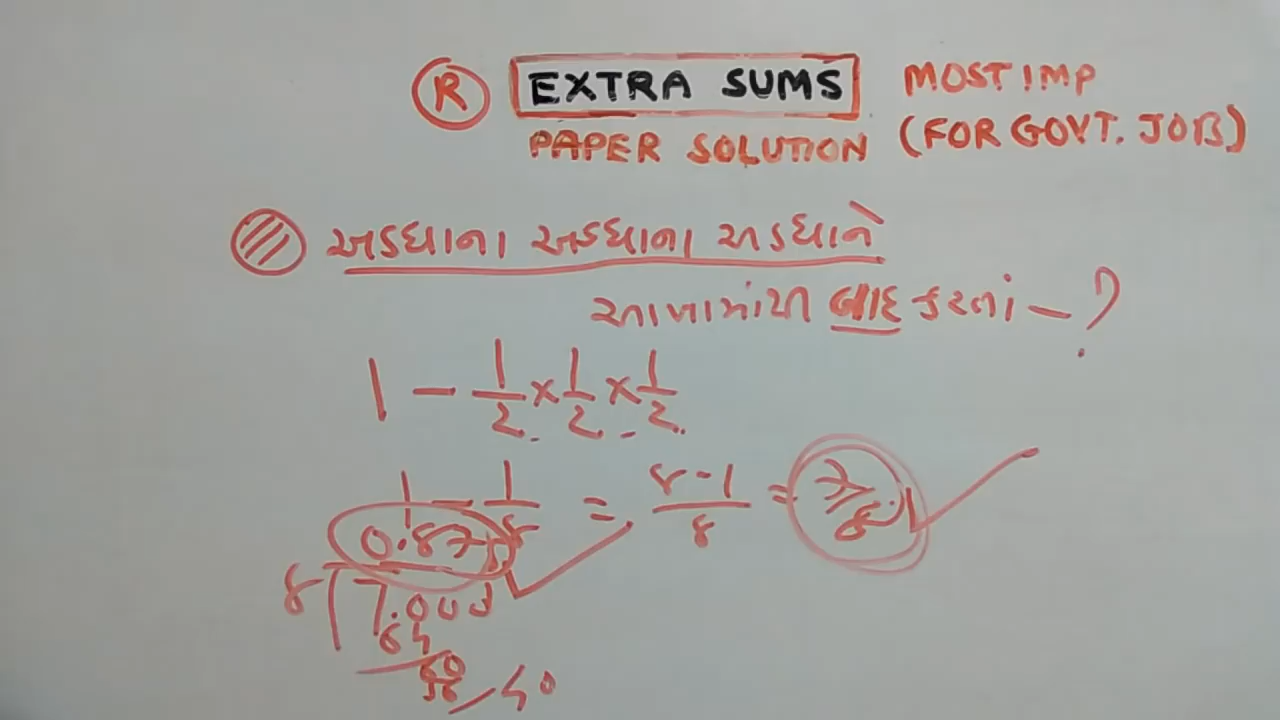 R EXTRA SUMS MOST IMP
PAPER SOLUTION (FOR GOVT. JOB)
અડધાના અડધાના અડધાને
આખામાંથી બાદ કરતાં – ?
1 - 1/2 × 1/2 × 1/2
1 - 1/8 = 8-1/8 = 7/8
0.875
8 7.000
64
60
56 / 40